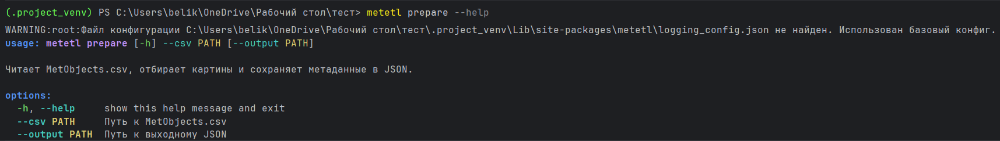 (.project_venv) PS C:\Users\belik\OneDrive\Рабочий стол\тест> metetl prepare --help
WARNING:root:Файл конфигурации C:\Users\belik\OneDrive\Рабочий стол\тест\.project_venv\Lib\site-packages\metetl\logging_config.json не найден. Использован базовый конфиг.
usage: metetl prepare [-h] --csv PATH [--output PATH]
Читает MetObjects.csv, отбирает картины и сохраняет метаданные в JSON.
options:
-h, --help show this help message and exit
--csv PATH Путь к MetObjects.csv
--output PATH Путь к выходному JSON